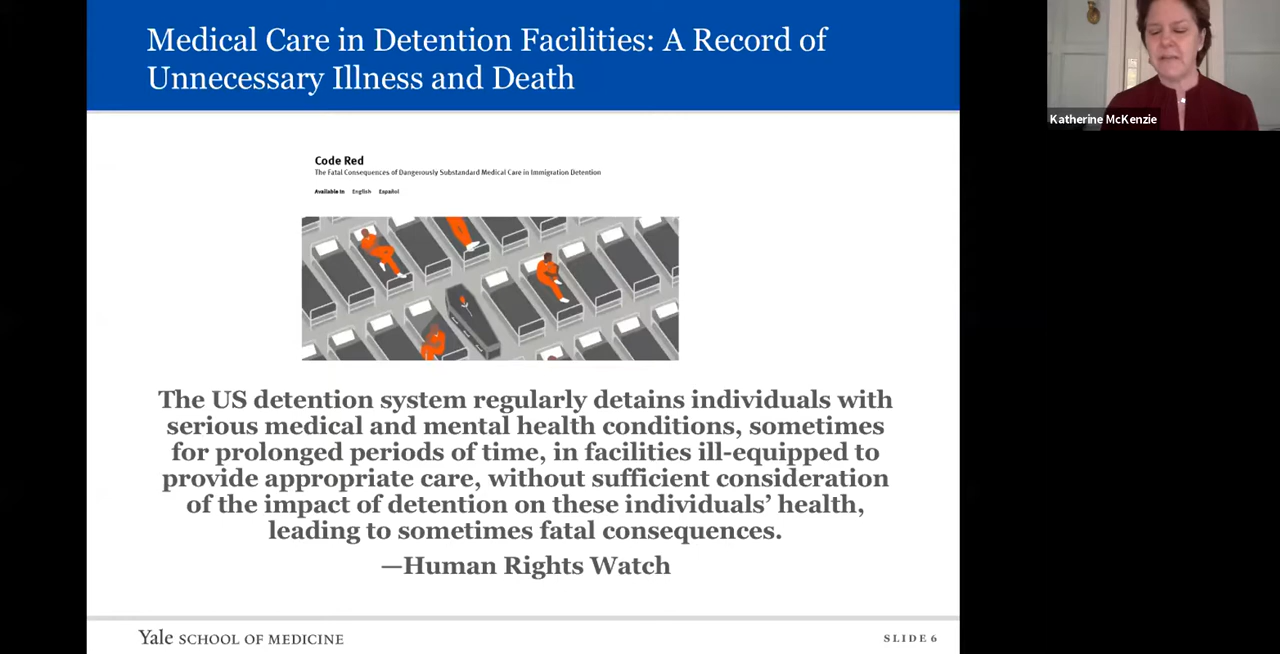 Medical Care in Detention Facilities: A Record of
Unnecessary Illness and Death
Katherine McKenzie
Code Red
The Fatal Consequences of Dangerously Substandard Medical Care in Immigration Detention
Available In English Español
The US detention system regularly detains individuals with
serious medical and mental health conditions, sometimes
for prolonged periods of time, in facilities ill-equipped to
provide appropriate care, without sufficient consideration
of the impact of detention on these individuals’ health,
leading to sometimes fatal consequences.
—Human Rights Watch
Yale SCHOOL OF MEDICINE
SLIDE 6